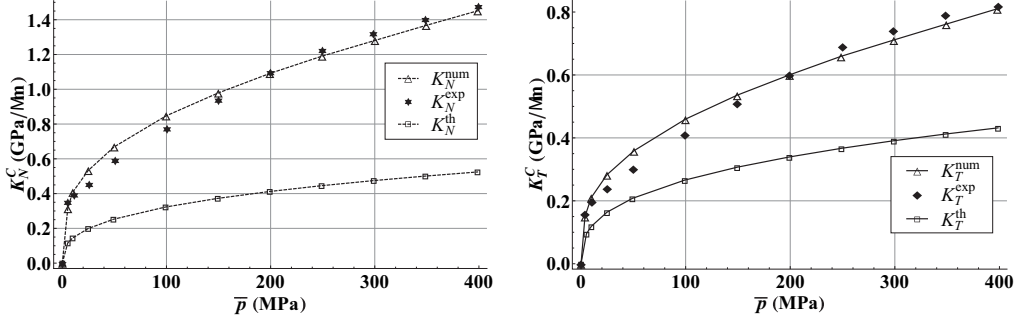 1.4
1.2
1.0
0.8
0.6
0.4
0.2
0.0
K_N^C (GPa/Mm)
K_N^num
K_N^exp
K_N^th
0 100 200 300 400
p̅ (MPa)
0.8
0.6
0.4
0.2
0.0
K_T^C (GPa/Mm)
K_T^num
K_T^exp
K_T^th
0 100 200 300 400
p̅ (MPa)